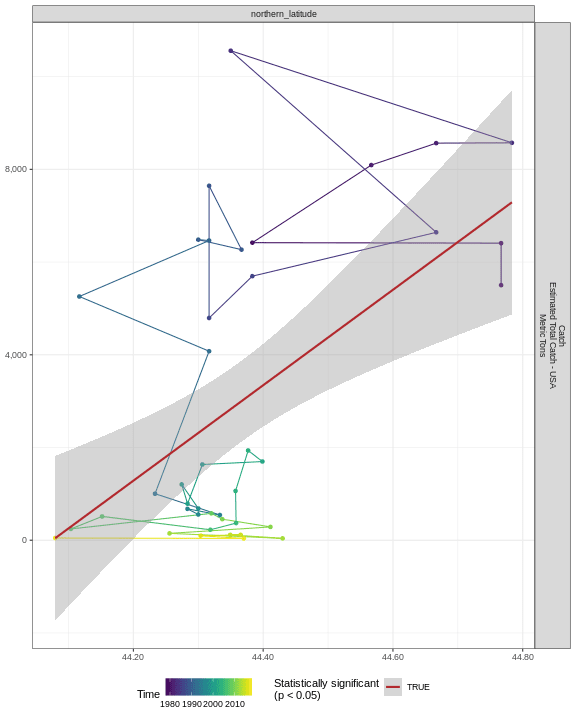 northern_latitude
8,000
4,000
0
Catch
Estimated Total Catch - USA
Metric Tons
44.20
44.40
44.60
44.80
Time
1980 1990 2000 2010
Statistically significant
(p < 0.05)
TRUE